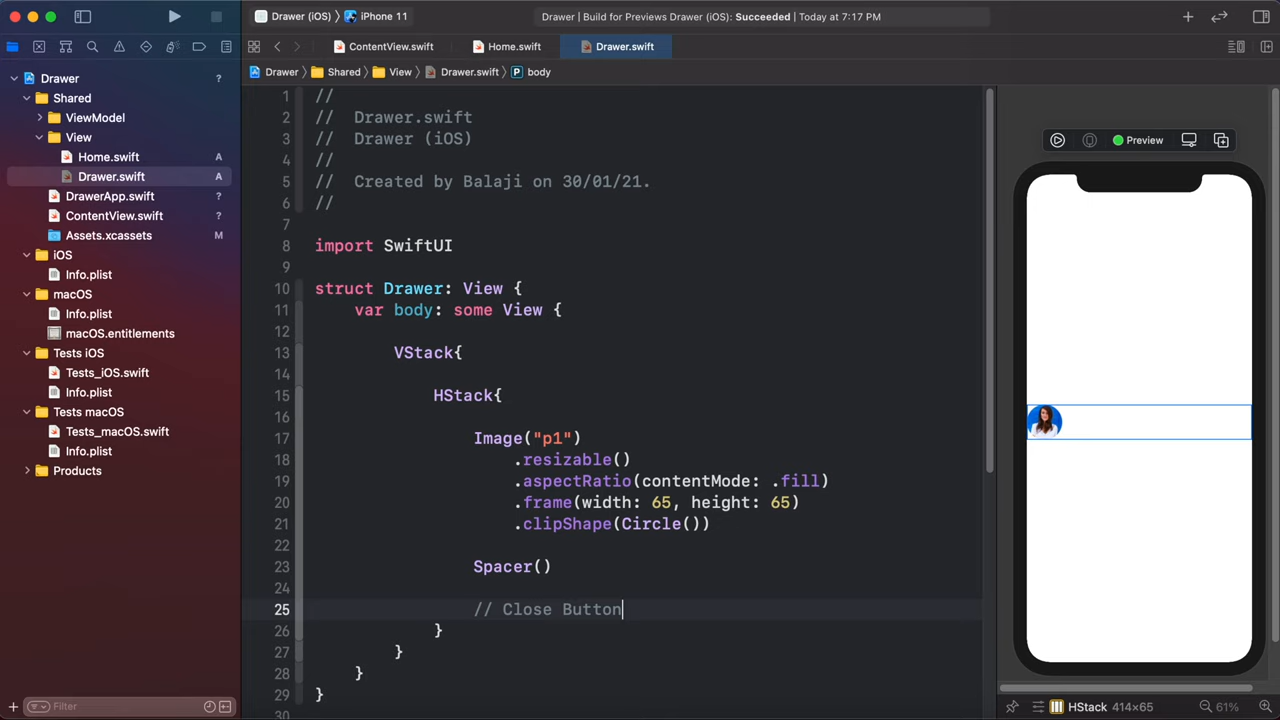 Drawer (iOS) 〉 iPhone 11
Drawer | Build for Previews Drawer (iOS): Succeeded | Today at 7:17 PM
ContentView.swift
Home.swift
Drawer.swift
Drawer 〉 Shared 〉 View 〉 Drawer.swift 〉 P body
Drawer ?
Shared
ViewModel
View
Home.swift A
Drawer.swift A
DrawerApp.swift ?
ContentView.swift ?
Assets.xcassets M
iOS
Info.plist
macOS
Info.plist
macOS.entitlements
Tests iOS
Tests_iOS.swift
Info.plist
Tests macOS
Tests_macOS.swift
Info.plist
Products
Filter
1 //
2 //  Drawer.swift
3 //  Drawer (iOS)
4 //
5 //  Created by Balaji on 30/01/21.
6 //
7
8 import SwiftUI
9
10 struct Drawer: View {
11     var body: some View {
12
13         VStack{
14
15             HStack{
16
17                 Image("p1")
18                     .resizable()
19                     .aspectRatio(contentMode: .fill)
20                     .frame(width: 65, height: 65)
21                     .clipShape(Circle())
22
23                 Spacer()
24
25                 // Close Button
26             }
27         }
28     }
29 }
30
Preview
HStack 414×65
61%